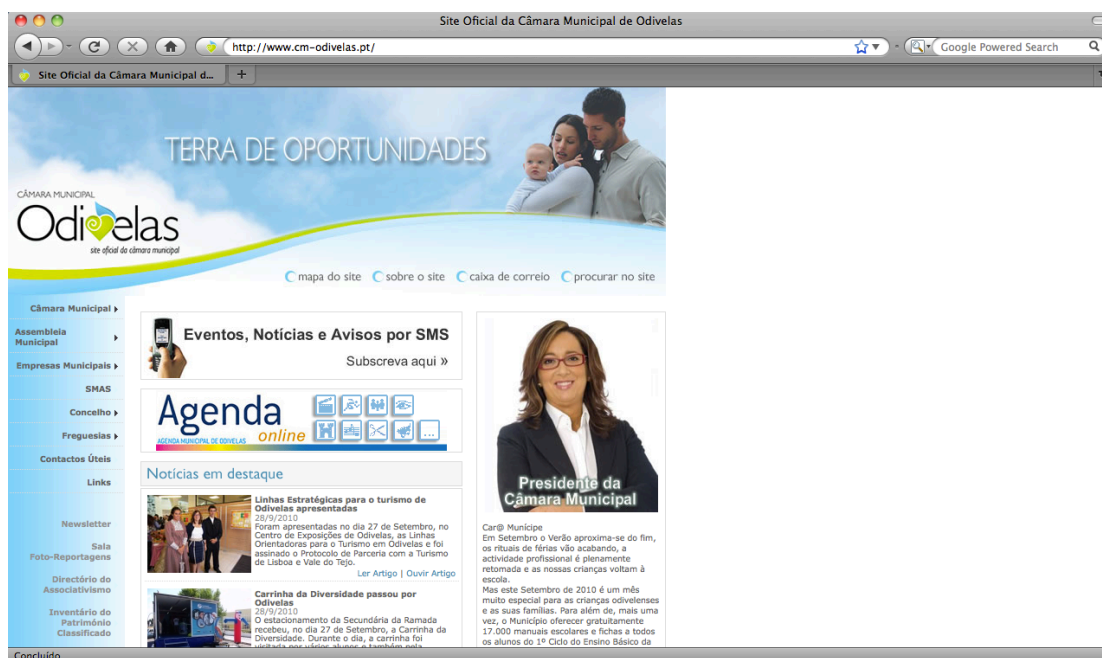 Site Oficial da Câmara Municipal de Odivelas
http://www.cm-odivelas.pt/
Google Powered Search
Site Oficial da Câmara Municipal d...
+
TERRA DE OPORTUNIDADES
CÂMARA MUNICIPAL
Odivelas
site oficial da câmara municipal
mapa do site
sobre o site
caixa de correio
procurar no site
Câmara Municipal
Assembleia
Municipal
Empresas Municipais
SMAS
Concelho
Freguesias
Contactos Úteis
Links
Newsletter
Sala
Foto-Reportagens
Directório do
Associativismo
Inventário do
Património
Classificado
Eventos, Notícias e Avisos por SMS
Subscreva aqui »
Agenda
online
AGENDA MUNICIPAL DE ODIVELAS
...
Notícias em destaque
Linhas Estratégicas para o turismo de
Odivelas apresentadas
28/9/2010
Foram apresentadas no dia 27 de Setembro, no
Centro de Exposições de Odivelas, as Linhas
Orientadoras para o Turismo em Odivelas e foi
assinado o Protocolo de Parceria com a Turismo
de Lisboa e Vale do Tejo.
Ler Artigo | Ouvir Artigo
Carrinha da Diversidade passou por
Odivelas
28/9/2010
O estacionamento da Secundária da Ramada
recebeu, no dia 27 de Setembro, a Carrinha da
Diversidade. Durante o dia, a carrinha foi
visitada por vários alunos e também pela
Presidente da
Câmara Municipal
Car@ Munícipe
Em Setembro o Verão aproxima-se do fim,
os rituais de férias vão acabando, a
actividade profissional é plenamente
retomada e as nossas crianças voltam à
escola.
Mas este Setembro de 2010 é um mês
muito especial para as crianças odivelenses
e as suas famílias. Para além de, mais uma
vez, o Município oferecer gratuitamente
17.000 manuais escolares e fichas a todos
os alunos do 1º Ciclo do Ensino Básico da
Concluído